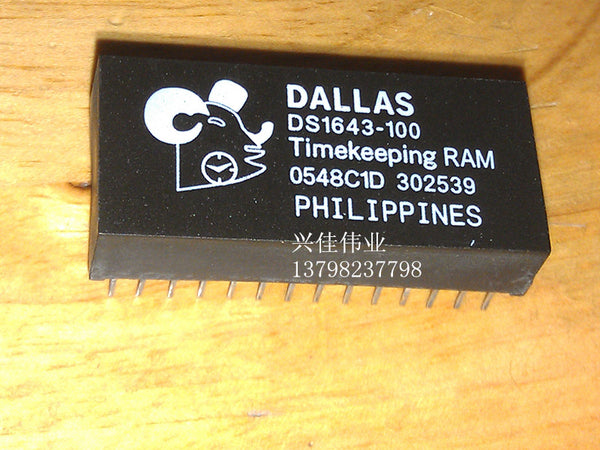 DALLAS
DS1643-100
Timekeeping RAM
0548C1D 302539
PHILIPPINES
兴佳伟业
13798237798